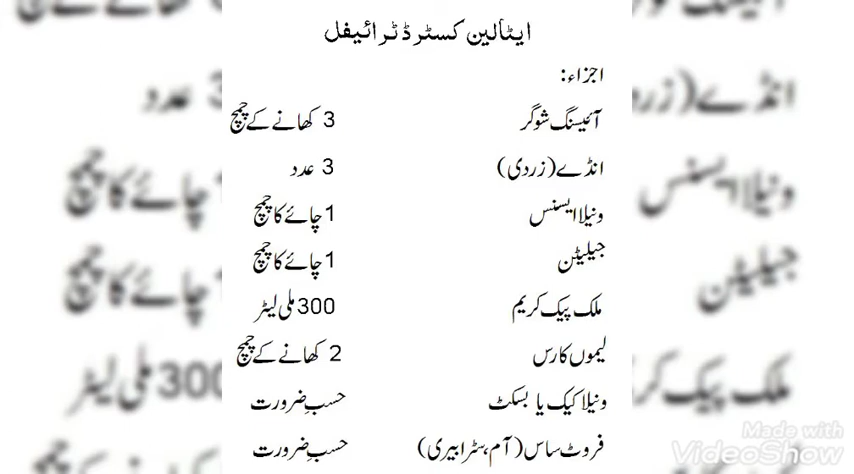 ایٹالین کسٹرڈ ٹرائیفل
اجزاء:
آئیسنگ شوگر 3 کھانے کے چمچ
انڈے (زردی) 3 عدد
ونیلا ایسنس 1 چائے کا چمچ
جیلیٹن 1 چائے کا چمچ
ملک پیک کریم 300 ملی لیٹر
لیموں کا رس 2 کھانے کے چمچ
ونیلا کیک یا بسکٹ حسبِ ضرورت
فروٹ ساس (آم، سٹرابیری) حسبِ ضرورت
Made with
VideoShow